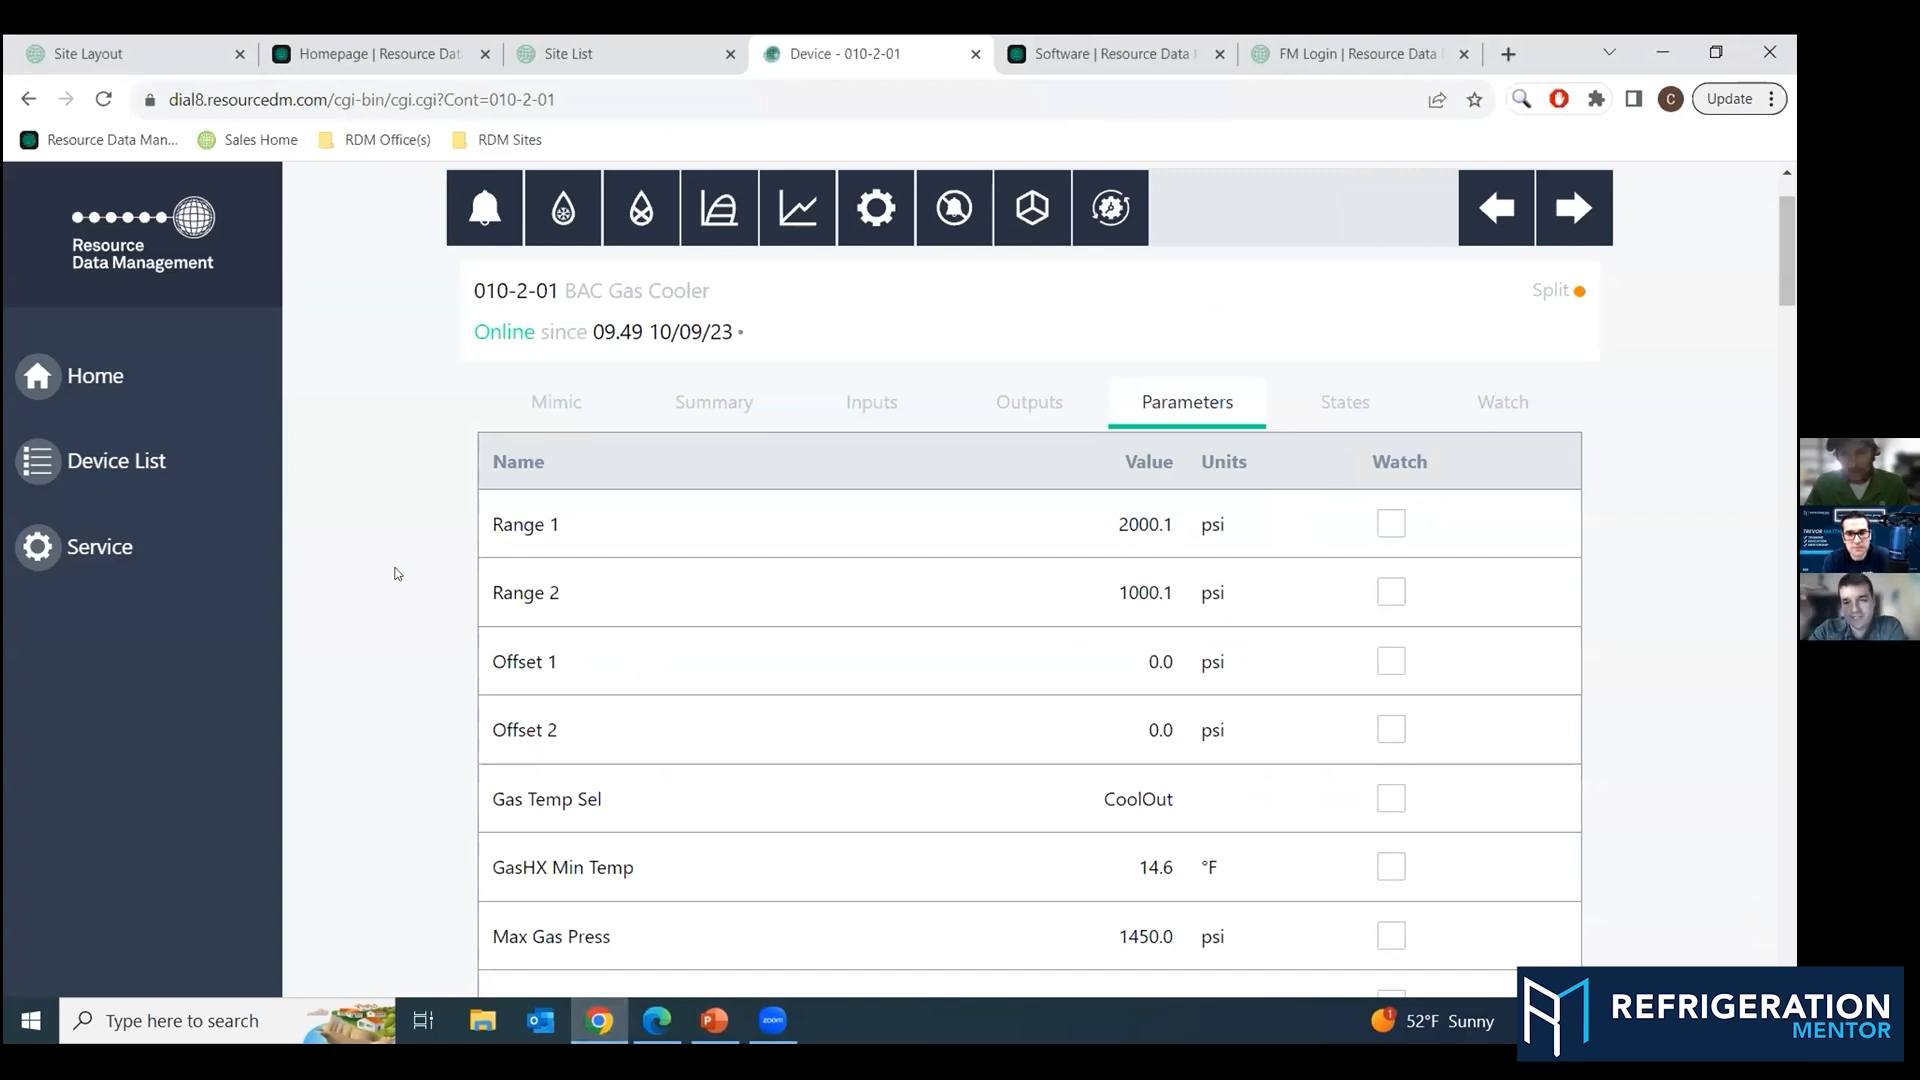 Site Layout
Homepage | Resource Dat
Site List
Device - 010-2-01
Software | Resource Data
FM Login | Resource Data
dial8.resourcedm.com/cgi-bin/cgi.cgi?Cont=010-2-01
C
Update
Resource Data Man...
Sales Home
RDM Office(s)
RDM Sites
Resource
Data Management
Home
Device List
Service
010-2-01 BAC Gas Cooler
Split
Online since 09.49 10/09/23
Mimic Summary Inputs Outputs Parameters States Watch
Name Value Units Watch
Range 1 2000.1 psi
Range 2 1000.1 psi
Offset 1 0.0 psi
Offset 2 0.0 psi
Gas Temp Sel CoolOut
GasHX Min Temp 14.6 °F
Max Gas Press 1450.0 psi
Type here to search
zoom
1
52°F Sunny
REFRIGERATION
MENTOR